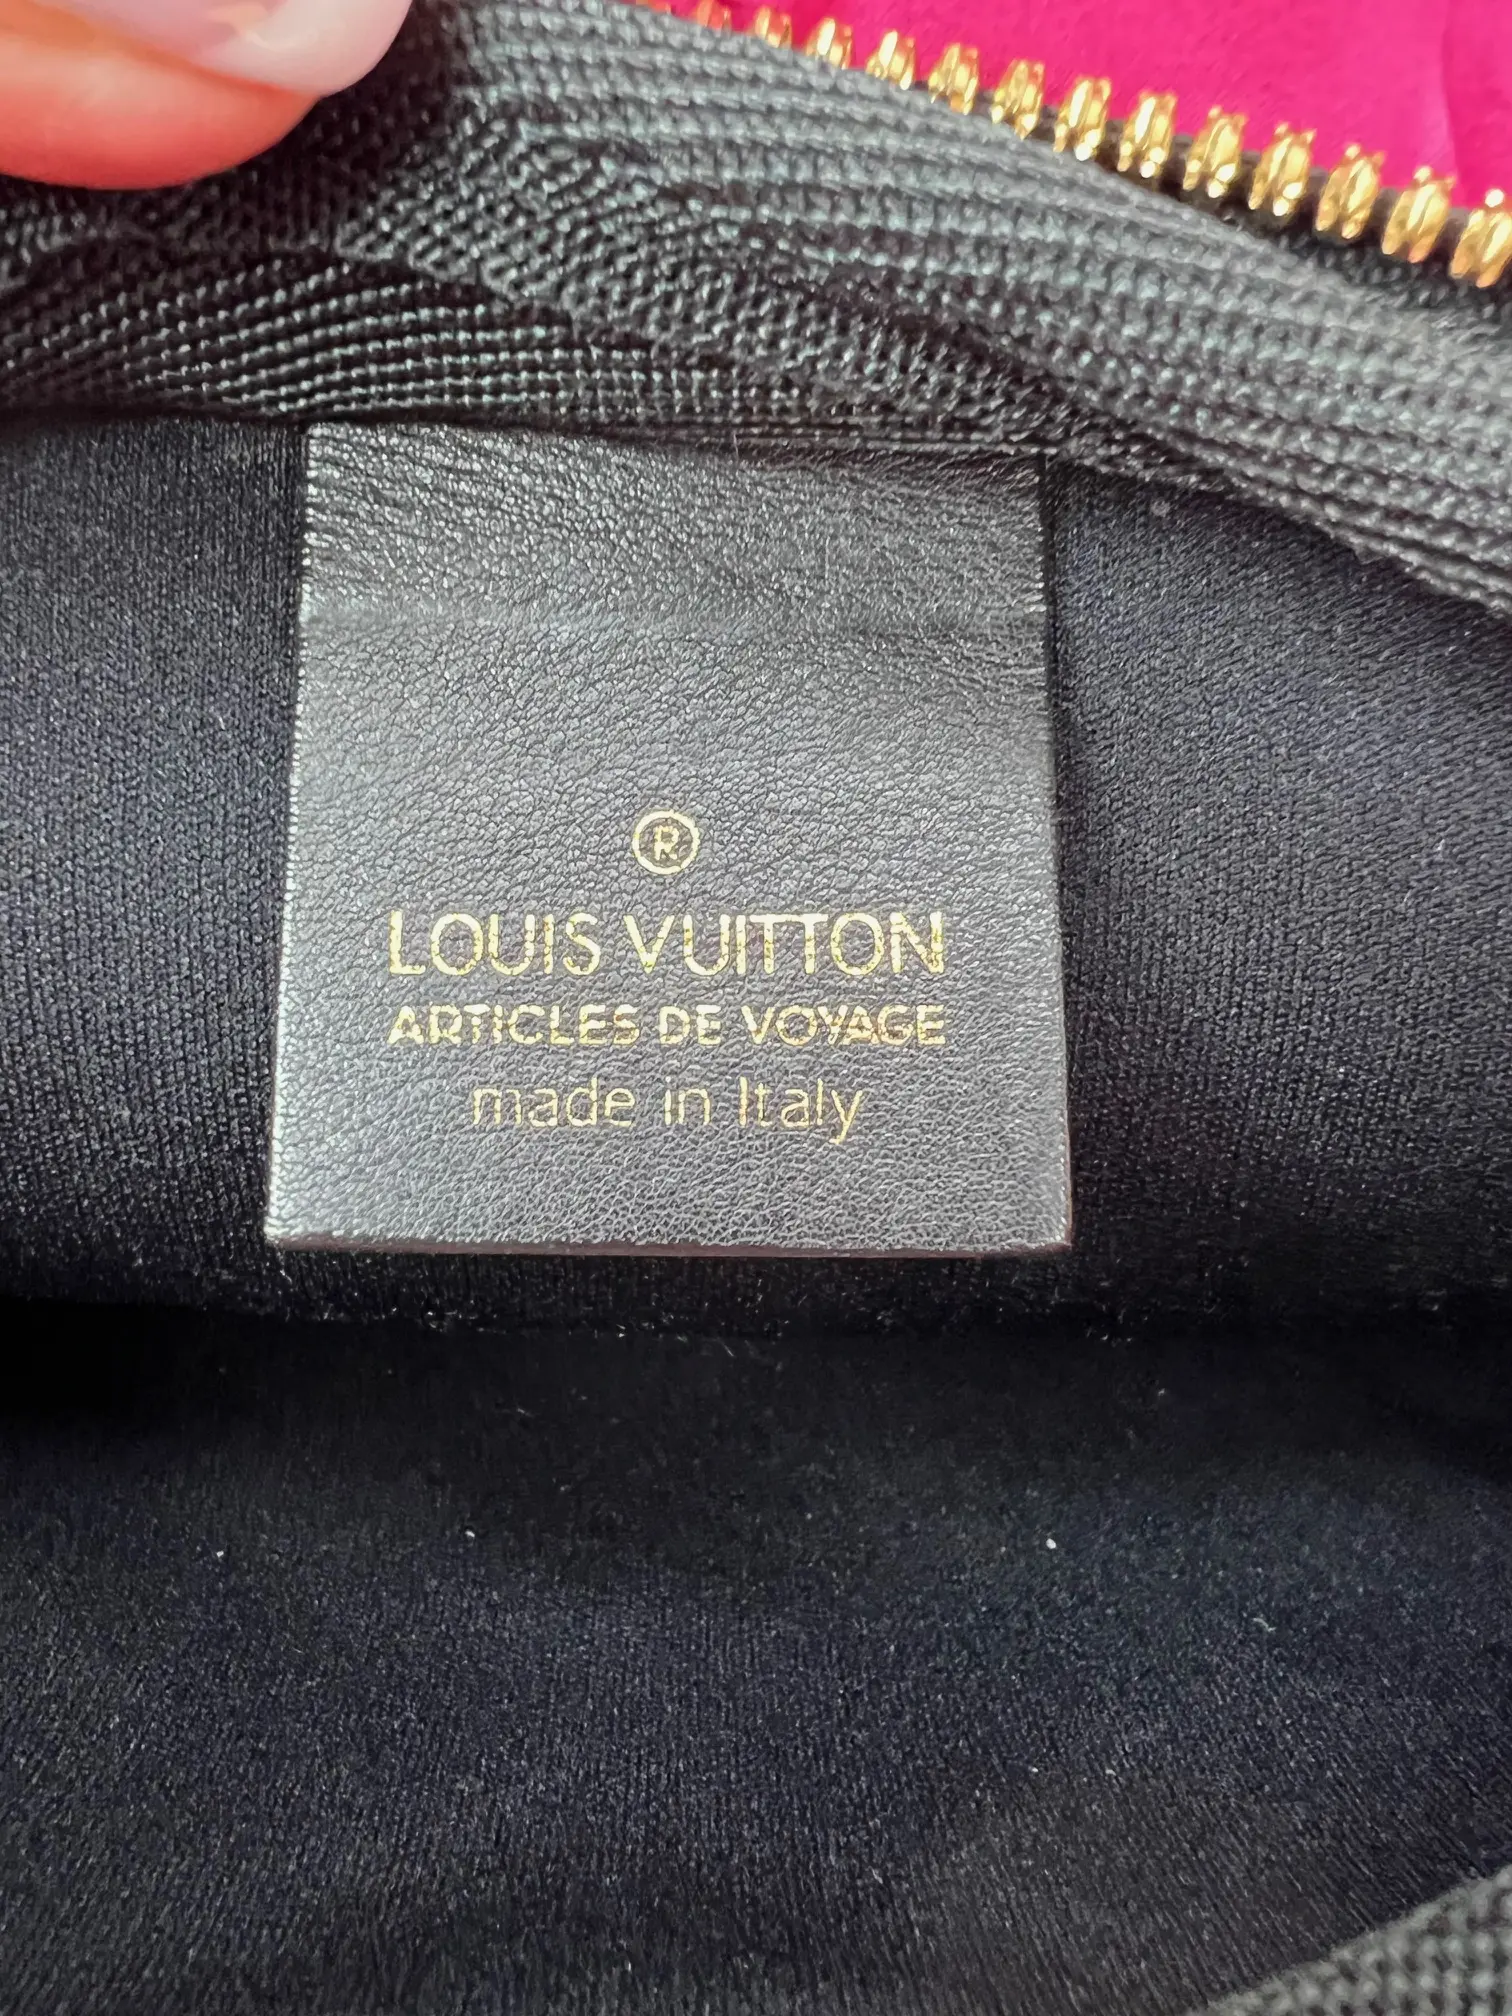 ®
LOUIS VUITTON
ARTICLES DE VOYAGE
made in Italy